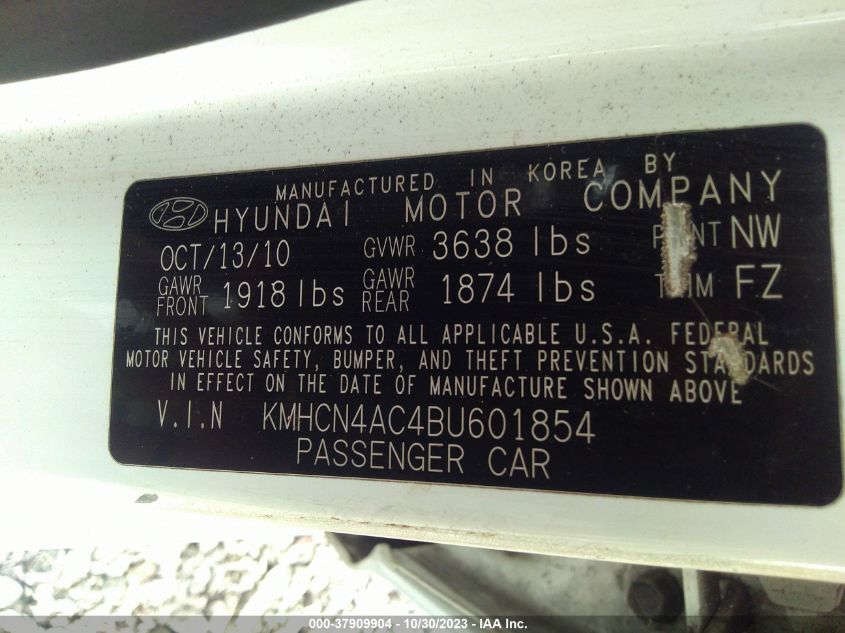 MANUFACTURED IN KOREA BY
HYUNDAI MOTOR COMPANY
OCT/13/10 GVWR 3638 lbs NW
GAWR FRONT 1918 lbs GAWR REAR 1874 lbs FZ
THIS VEHICLE CONFORMS TO ALL APPLICABLE U.S.A. FEDERAL
MOTOR VEHICLE SAFETY, BUMPER, AND THEFT PREVENTION STANDARDS
IN EFFECT ON THE DATE OF MANUFACTURE SHOWN ABOVE
V.I.N KMHCN4AC4BU601854
PASSENGER CAR
000-37909904 - 10/30/2023 - IAA Inc.